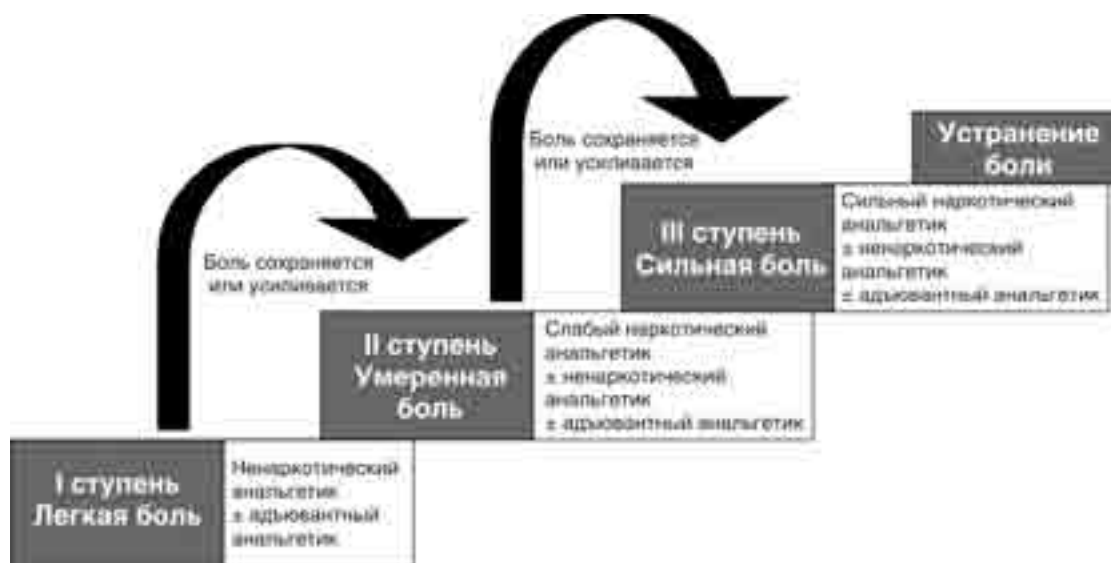 Боль сохраняется
или усиливается
Устранение
боли
III ступень
Сильная боль
Сильный наркотический
анальгетик
± ненаркотический
анальгетик
± адъювантный анальгетик
Боль сохраняется
или усиливается
II ступень
Умеренная
боль
Слабый наркотический
анальгетик
± ненаркотический
анальгетик
± адъювантный анальгетик
I ступень
Легкая боль
Ненаркотический
анальгетик
± адъювантный
анальгетик